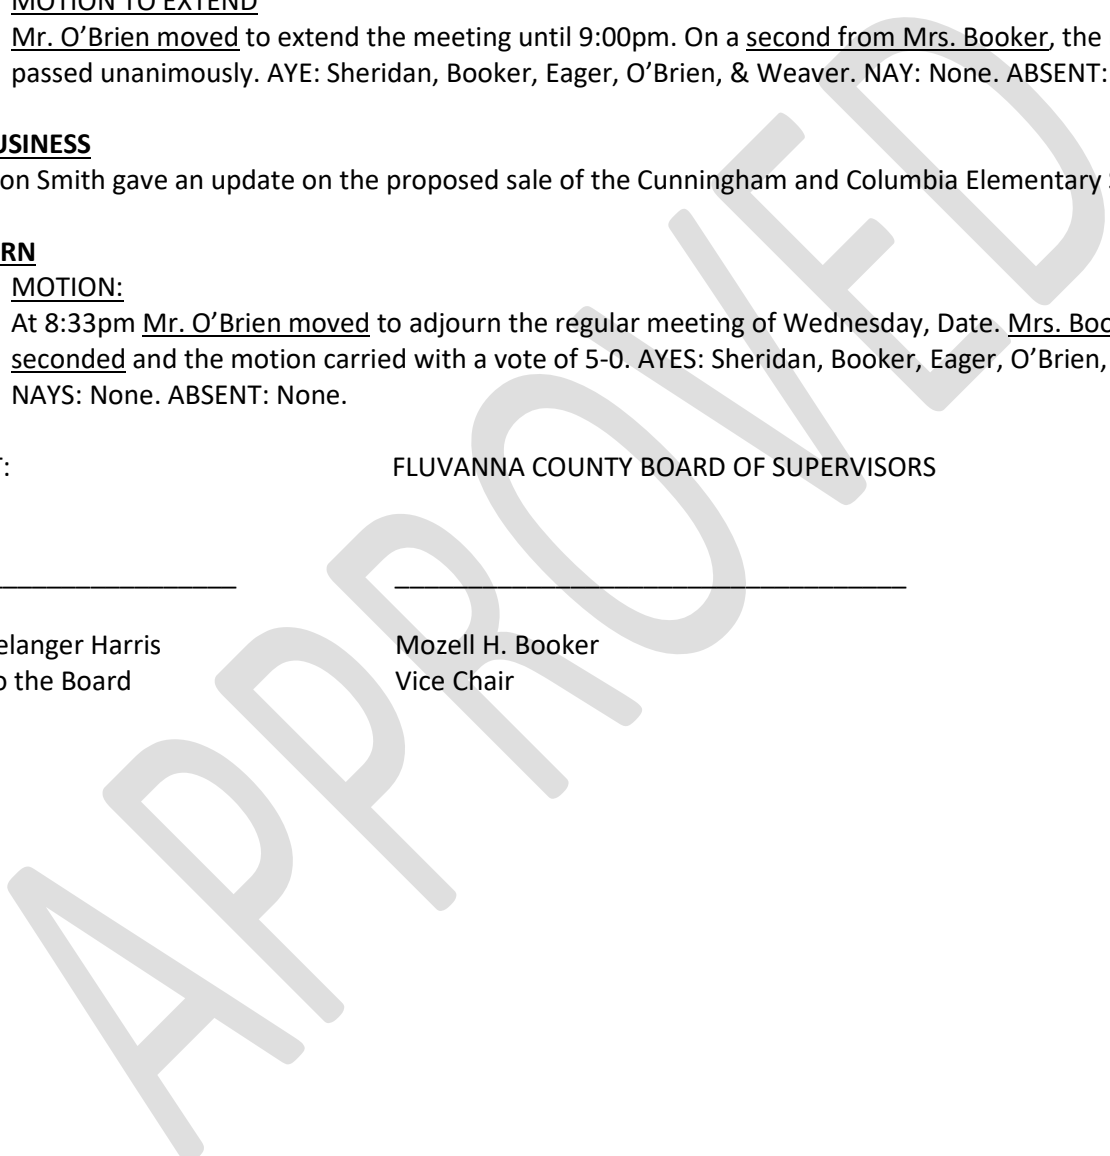 MOTION TO EXTEND
Mr. O’Brien moved to extend the meeting until 9:00pm. On a second from Mrs. Booker, the
passed unanimously. AYE: Sheridan, Booker, Eager, O’Brien, & Weaver. NAY: None. ABSENT:
USINESS
on Smith gave an update on the proposed sale of the Cunningham and Columbia Elementary
RN
MOTION:
At 8:33pm Mr. O’Brien moved to adjourn the regular meeting of Wednesday, Date. Mrs. Boo
seconded and the motion carried with a vote of 5-0. AYES: Sheridan, Booker, Eager, O’Brien,
NAYS: None. ABSENT: None.
T: FLUVANNA COUNTY BOARD OF SUPERVISORS
elanger Harris Mozell H. Booker
o the Board Vice Chair
APPROVED